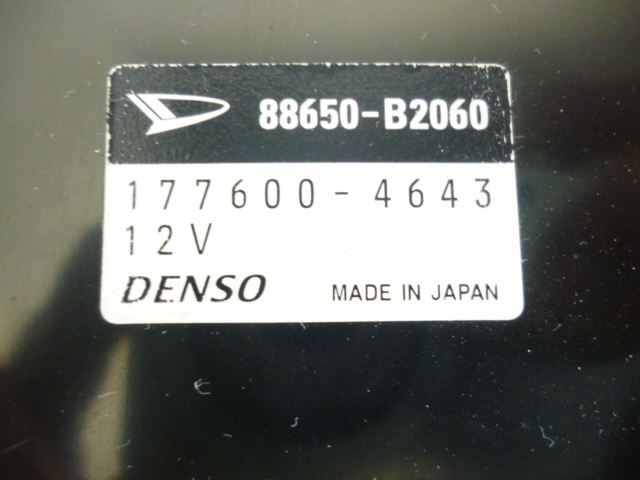 88650-B2060
177600-4643
12V
DENSO MADE IN JAPAN